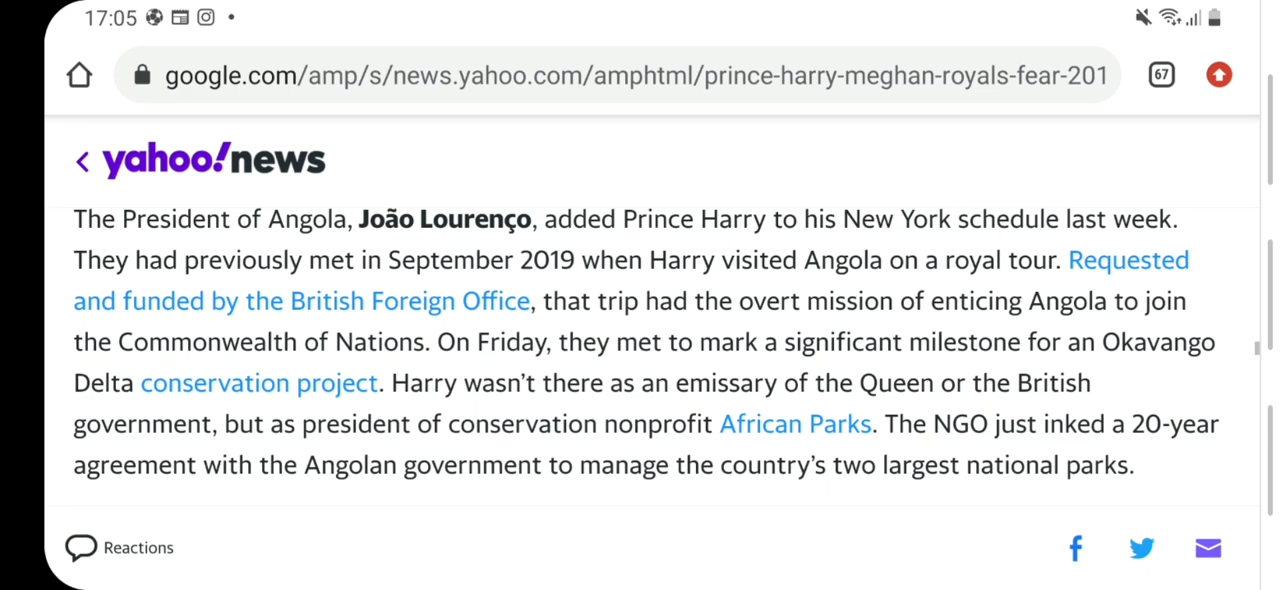 17:05
google.com/amp/s/news.yahoo.com/amphtml/prince-harry-meghan-royals-fear-201
67
yahoo!news
The President of Angola, João Lourenço, added Prince Harry to his New York schedule last week.
They had previously met in September 2019 when Harry visited Angola on a royal tour. Requested
and funded by the British Foreign Office, that trip had the overt mission of enticing Angola to join
the Commonwealth of Nations. On Friday, they met to mark a significant milestone for an Okavango
Delta conservation project. Harry wasn’t there as an emissary of the Queen or the British
government, but as president of conservation nonprofit African Parks. The NGO just inked a 20-year
agreement with the Angolan government to manage the country’s two largest national parks.
Reactions